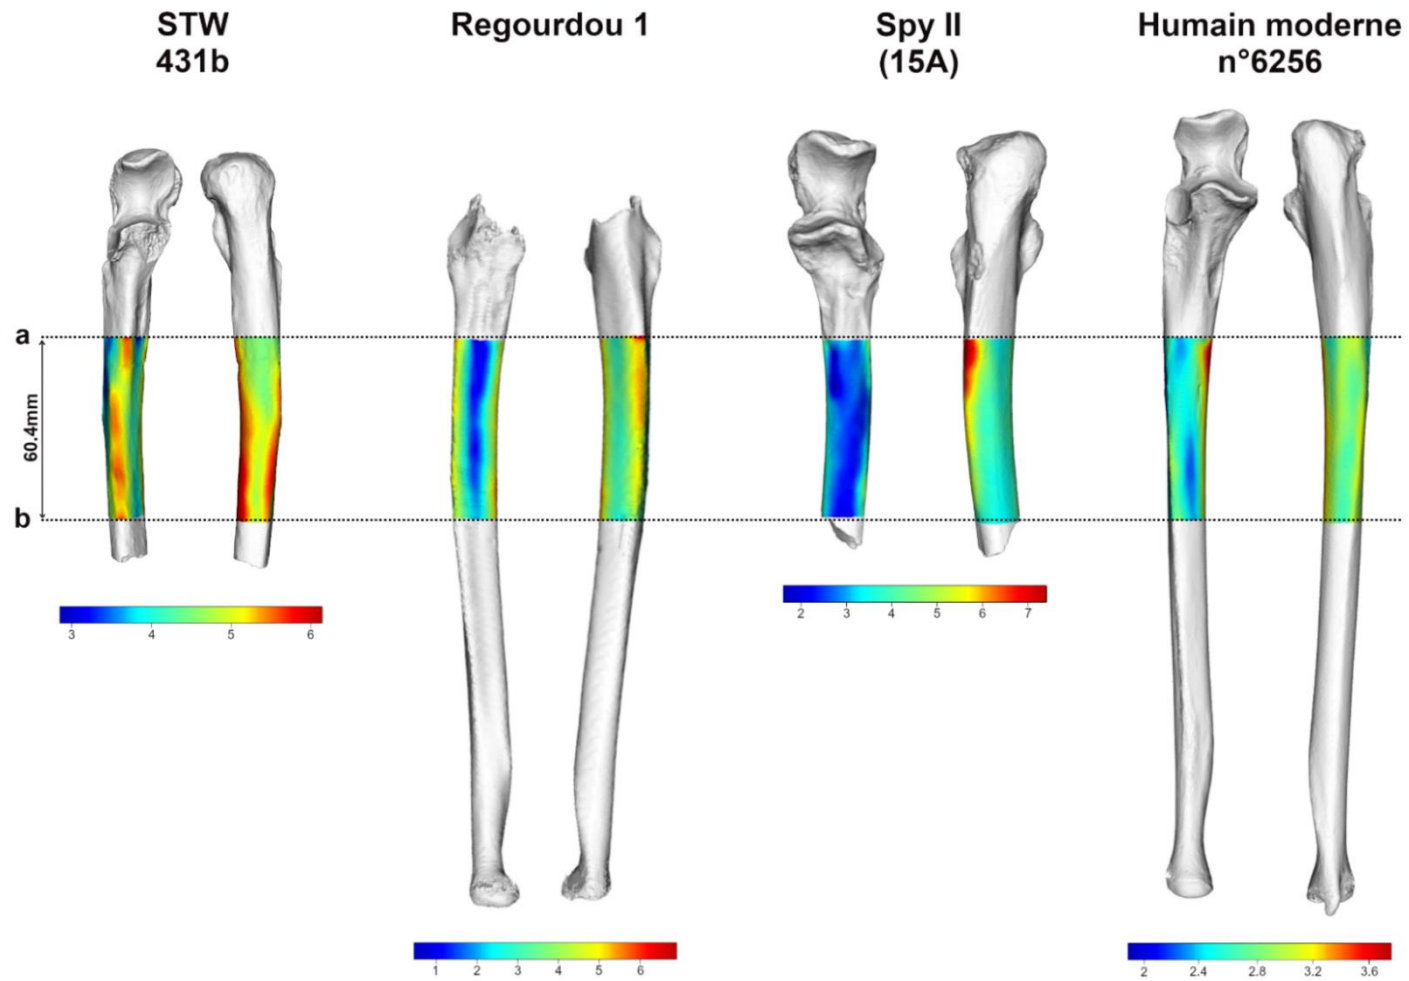 STW
431b
Regourdou 1
Spy II
(15A)
Humain moderne
n°6256
a
60.4mm
b
3 4 5 6
2 3 4 5 6 7
1 2 3 4 5 6
2 2.4 2.8 3.2 3.6